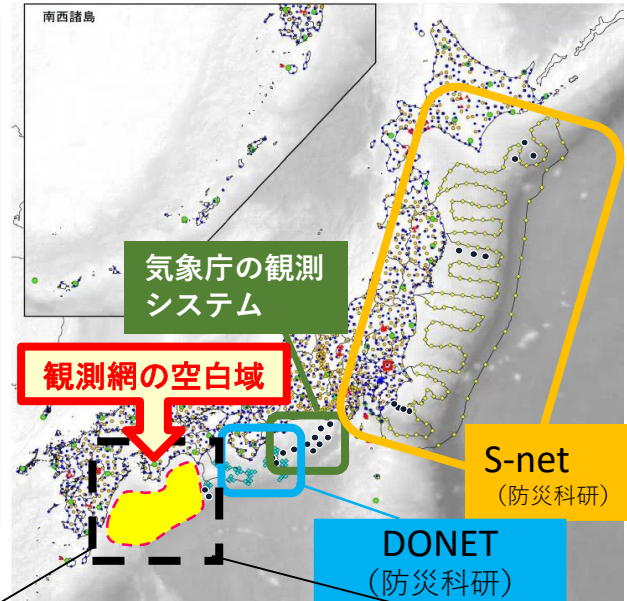 南西諸島
気象庁の観測
システム
観測網の空白域
S-net
（防災科研）
DONET
（防災科研）